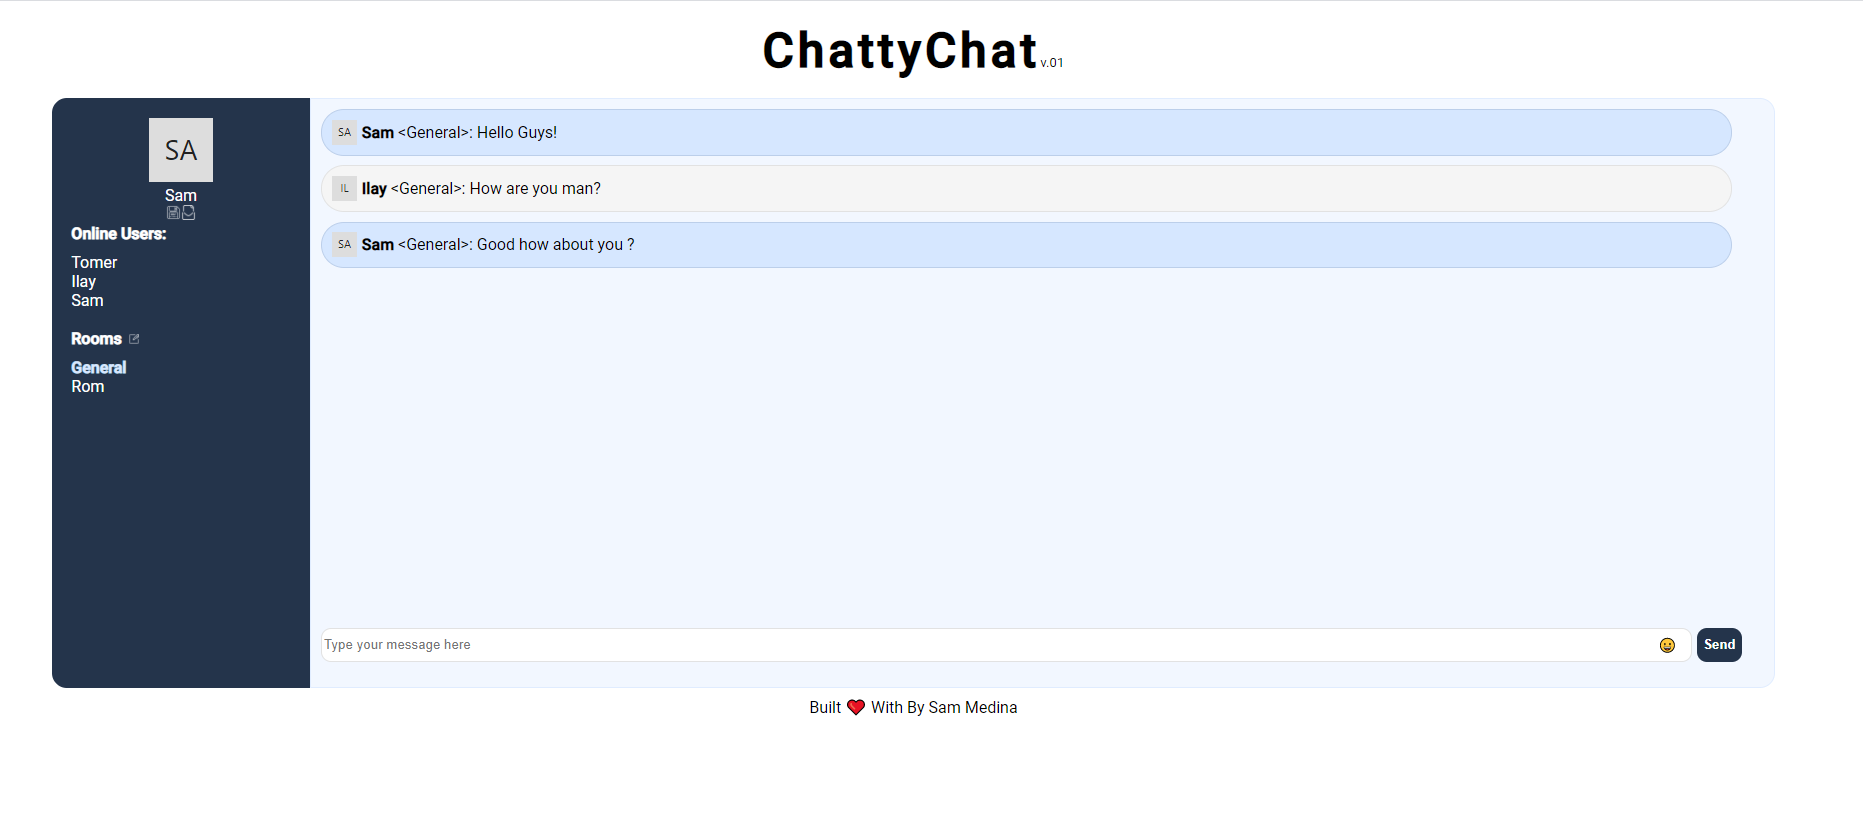 ChattyChat v.01
SA
Sam
Online Users:
Tomer
Ilay
Sam
Rooms
General
Rom
SA Sam <General>: Hello Guys!
IL Ilay <General>: How are you man?
SA Sam <General>: Good how about you ?
Type your message here
Send
Built ❤ With By Sam Medina